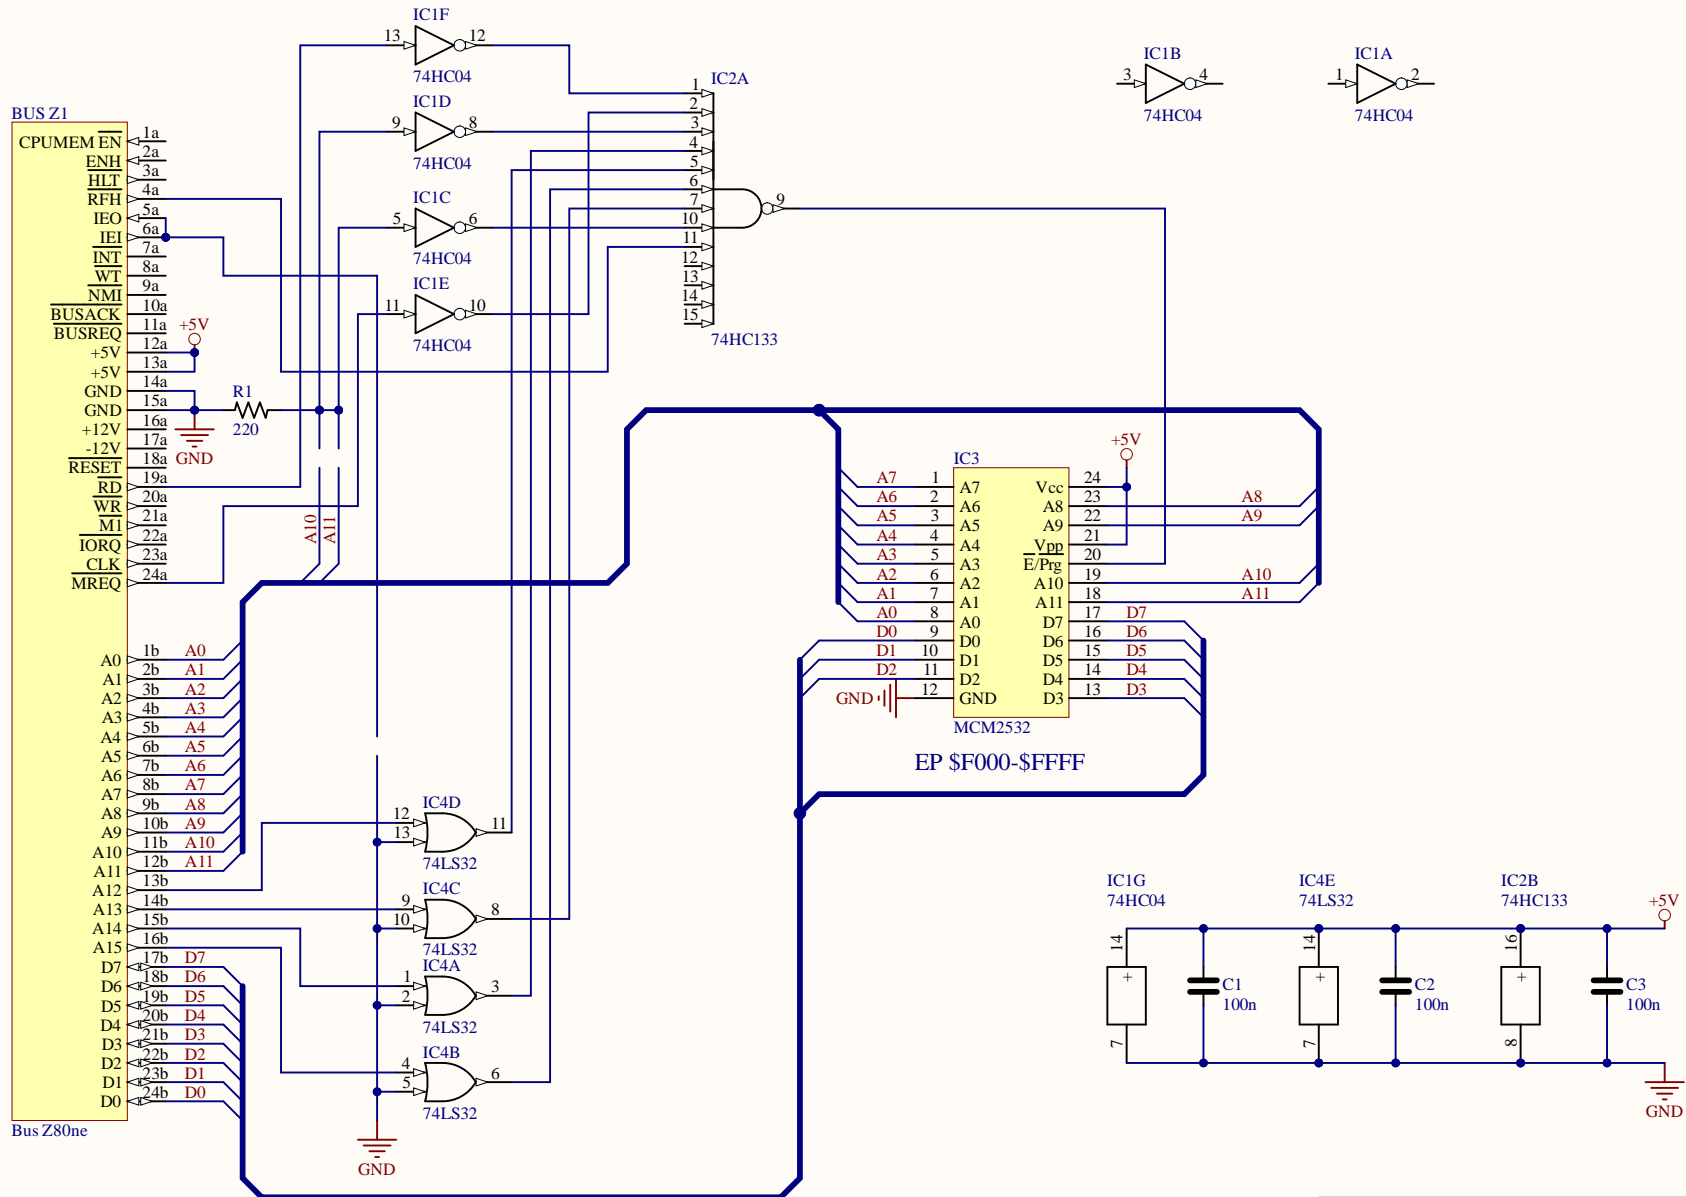 IC1F
13 12
74HC04
IC1D
9 8
74HC04
IC1C
5 6
74HC04
IC1E
11 10
74HC04
IC2A
1
2
3
4
5
6
7
10
11
12
13
14
15
9
74HC133
IC1B
3 4
74HC04
IC1A
1 2
74HC04
BUS Z1
CPUMEM EN 1a
ENH 2a
HLT 3a
RFH 4a
IEO 5a
IEI 6a
INT 7a
WT 8a
NMI 9a
BUSACK 10a
BUSREQ 11a
+5V 12a
+5V 13a
GND 14a
GND 15a
+12V 16a
-12V 17a
RESET 18a
RD 19a
WR 20a
M1 21a
IORQ 22a
CLK 23a
MREQ 24a
+5V
GND
R1
220
A10
A11
A0 1b A0
A1 2b A1
A2 3b A2
A3 4b A3
A4 5b A4
A5 6b A5
A6 7b A6
A7 8b A7
A8 9b A8
A9 10b A9
A10 11b A10
A11 12b A11
A12 13b
A13 14b
A14 15b
A15 16b
D7 17b D7
D6 18b D6
D5 19b D5
D4 20b D4
D3 21b D3
D2 22b D2
D1 23b D1
D0 24b D0
Bus Z80ne
IC4D
12
13
11
74LS32
IC4C
9
10
8
74LS32
IC4A
1
2
3
74LS32
IC4B
4
5
6
74LS32
GND
+5V
IC3
A7 1 A7 Vcc 24
A6 2 A6 A8 23 A8
A5 3 A5 A9 22 A9
A4 4 A4 Vpp 21
A3 5 A3 E/Prg 20
A2 6 A2 A10 19 A10
A1 7 A1 A11 18 A11
A0 8 A0 D7 17 D7
D0 9 D0 D6 16 D6
D1 10 D1 D5 15 D5
D2 11 D2 D4 14 D4
GND 12 GND D3 13 D3
MCM2532
EP $F000-$FFFF
IC1G
74HC04
14
+
7
C1
100n
IC4E
74LS32
14
+
7
C2
100n
IC2B
74HC133
16
+
8
C3
100n
+5V
GND